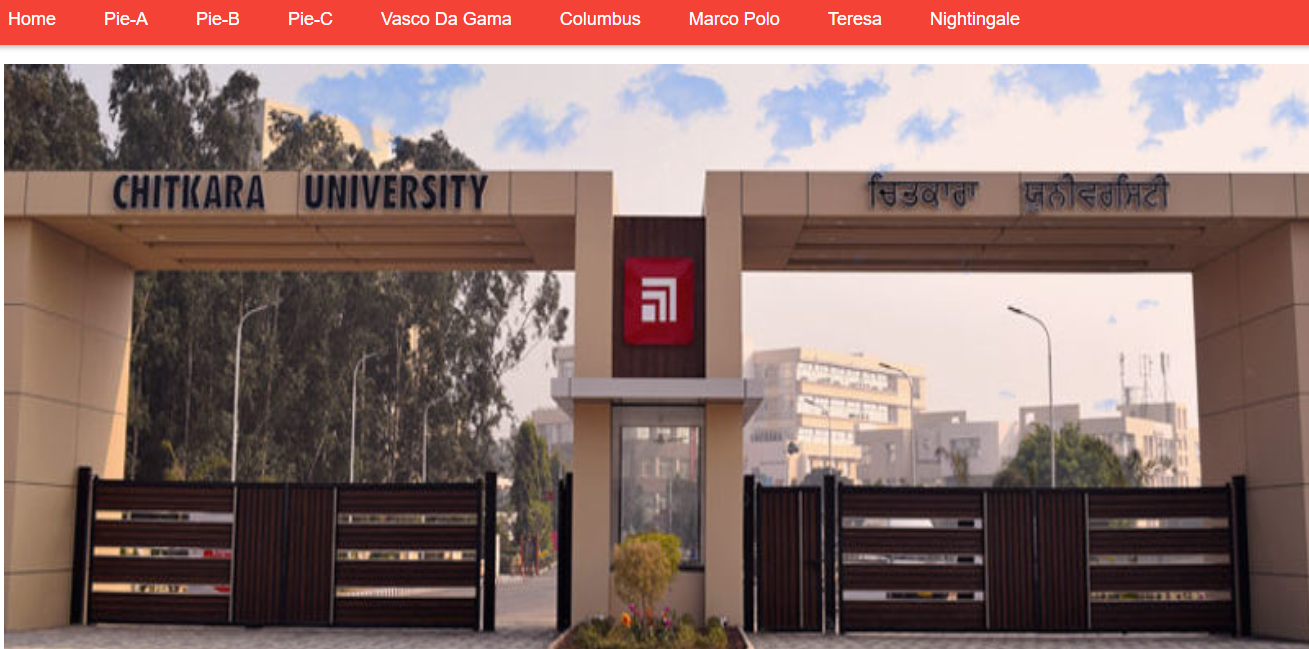 Home Pie-A Pie-B Pie-C Vasco Da Gama Columbus Marco Polo Teresa Nightingale
CHITKARA UNIVERSITY ਚਿਤਕਾਰਾ ਯੂਨੀਵਰਸਿਟੀ